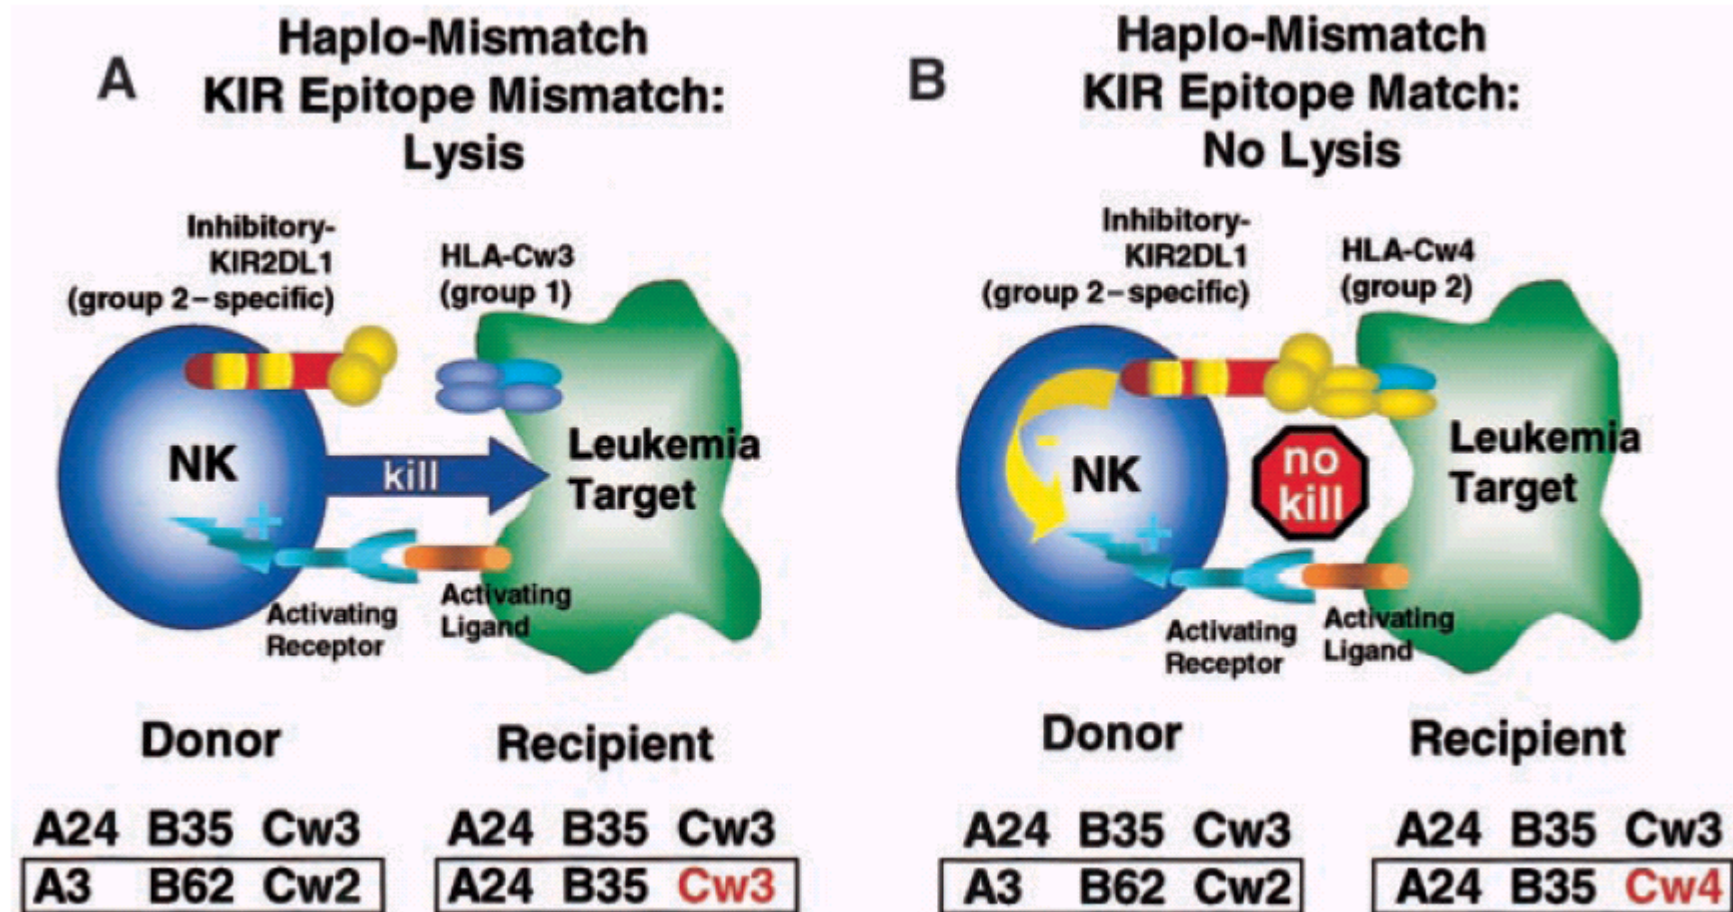 A
Haplo-Mismatch
KIR Epitope Mismatch:
Lysis
Inhibitory-
KIR2DL1
(group 2–specific)
HLA-Cw3
(group 1)
NK
kill
Leukemia
Target
+
Activating
Receptor
Activating
Ligand
Donor
Recipient
A24 B35 Cw3
A3 B62 Cw2
A24 B35 Cw3
A24 B35 Cw3
B
Haplo-Mismatch
KIR Epitope Match:
No Lysis
Inhibitory-
KIR2DL1
(group 2–specific)
HLA-Cw4
(group 2)
-
NK
no
kill
Leukemia
Target
+
Activating
Receptor
Activating
Ligand
Donor
Recipient
A24 B35 Cw3
A3 B62 Cw2
A24 B35 Cw3
A24 B35 Cw4